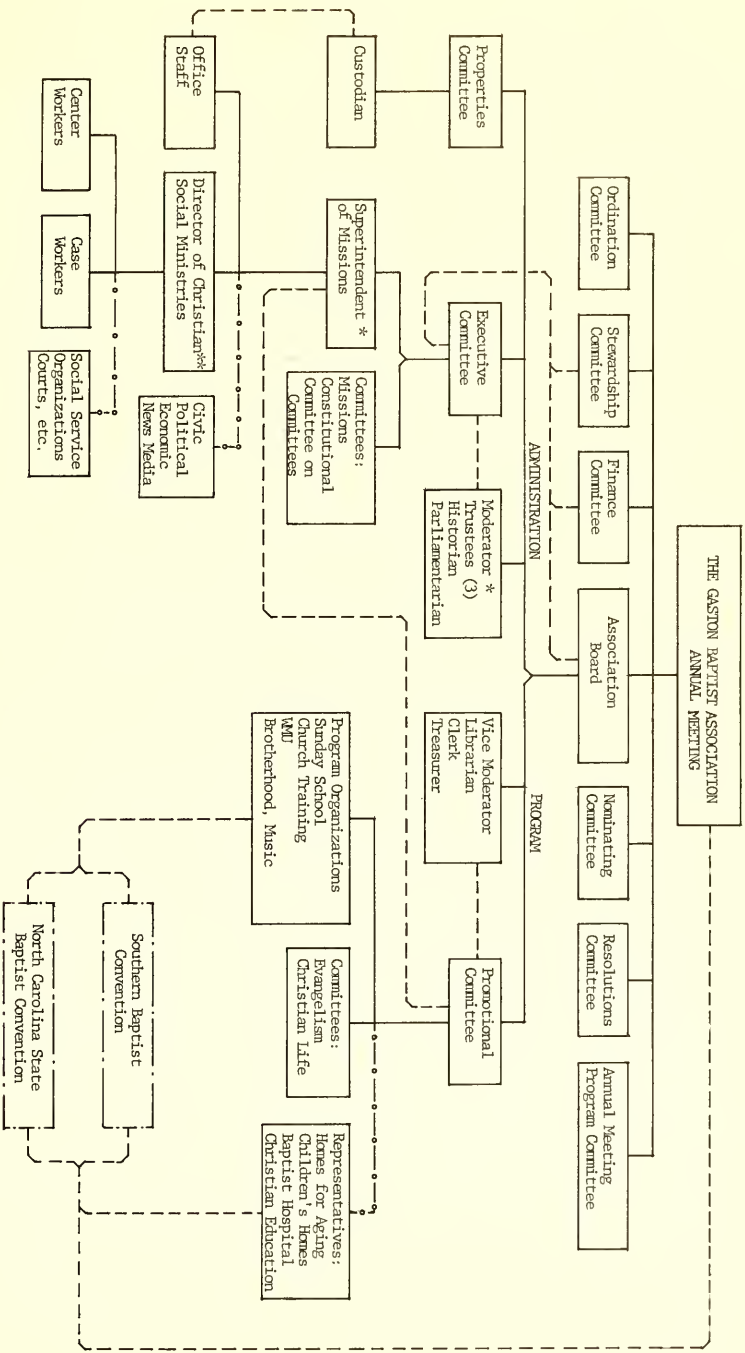 THE GASTON BAPTIST ASSOCIATION
ANNUAL MEETING
Ordination
Committee
Stewardship
Committee
Finance
Committee
Association
Board
Nominating
Committee
Resolutions
Committee
Annual Meeting
Program Committee
ADMINISTRATION
PROGRAM
Properties
Committee
Executive
Committee
Moderator *
Trustees (3)
Historian
Parliamentarian
Vice Moderator
Librarian
Clerk
Treasurer
Promotional
Committee
Custodian
Superintendent *
of Missions
Committees:
Missions
Constitutional
Committee on
Committees
Program Organizations
Sunday School
Church Training
WMU
Brotherhood, Music
Committees:
Evangelism
Christian Life
Representatives:
Homes for Aging
Children's Homes
Baptist Hospital
Christian Education
Office
Staff
Director of Christian**
Social Ministries
Civic
Political
Economic
News Media
Southern Baptist
Convention
Center
Workers
Case
Workers
Social Service
Organizations
Courts, etc.
North Carolina State
Baptist Convention